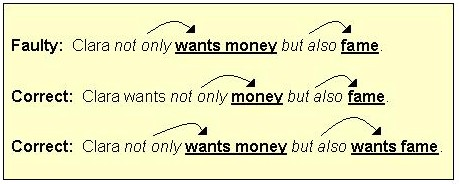 Faulty: Clara not only wants money but also fame.
Correct: Clara wants not only money but also fame.
Correct: Clara not only wants money but also wants fame.